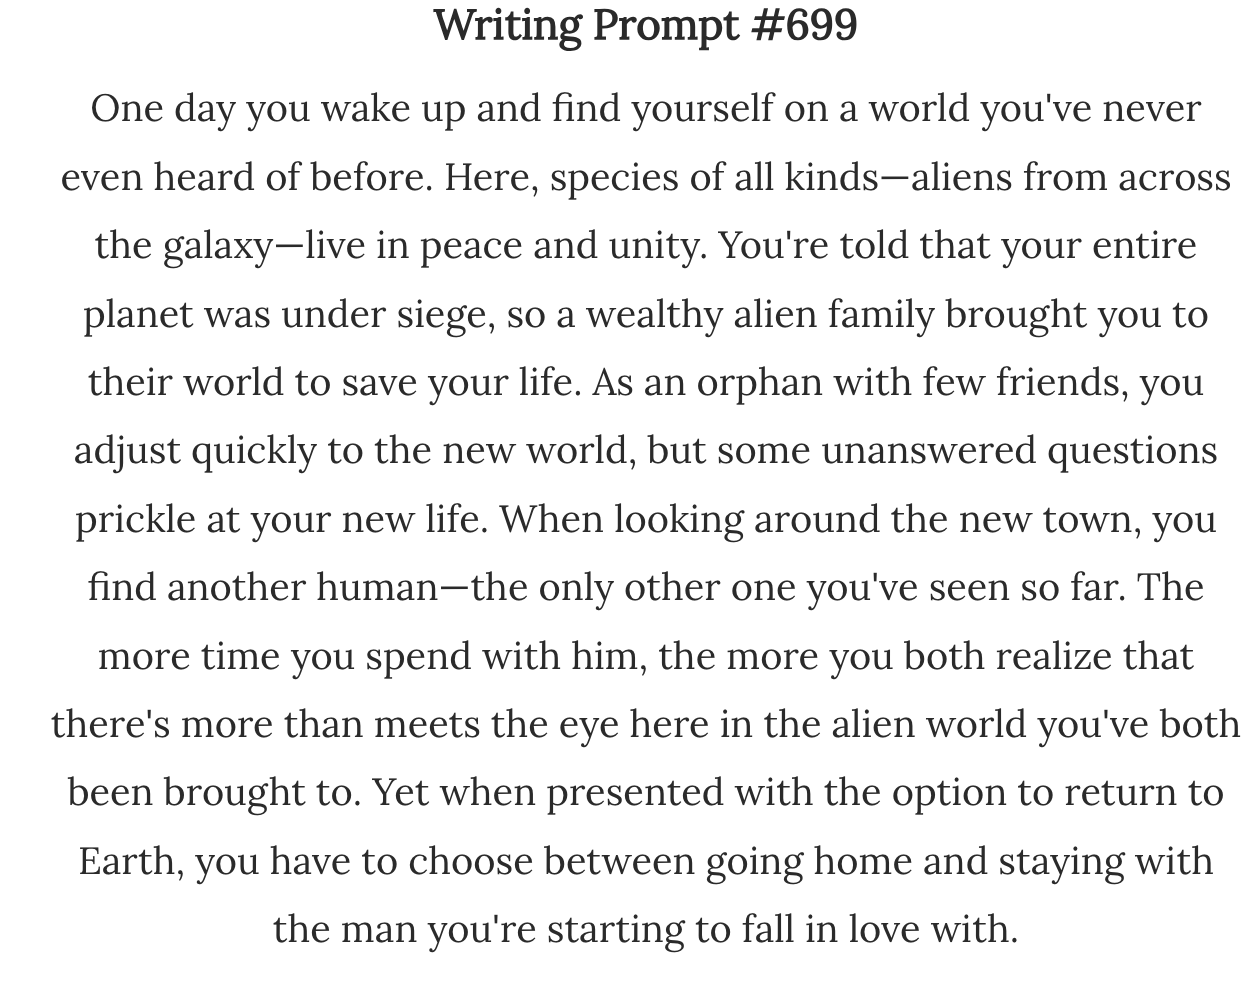 Writing Prompt #699
One day you wake up and find yourself on a world you've never
even heard of before. Here, species of all kinds—aliens from across
the galaxy—live in peace and unity. You're told that your entire
planet was under siege, so a wealthy alien family brought you to
their world to save your life. As an orphan with few friends, you
adjust quickly to the new world, but some unanswered questions
prickle at your new life. When looking around the new town, you
find another human—the only other one you've seen so far. The
more time you spend with him, the more you both realize that
there's more than meets the eye here in the alien world you've both
been brought to. Yet when presented with the option to return to
Earth, you have to choose between going home and staying with
the man you're starting to fall in love with.